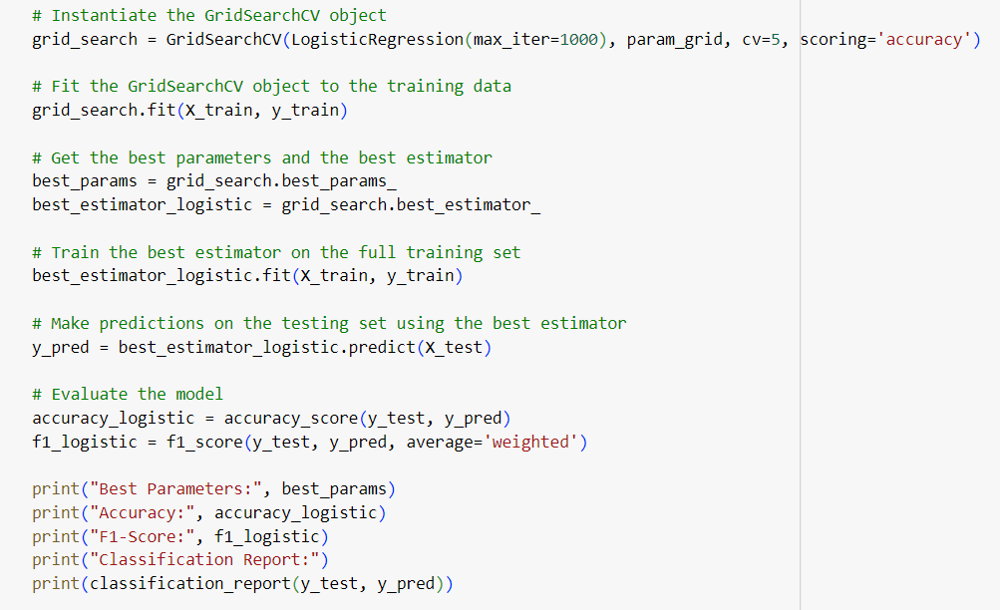 # Instantiate the GridSearchCV object
grid_search = GridSearchCV(LogisticRegression(max_iter=1000), param_grid, cv=5, scoring='accuracy')
# Fit the GridSearchCV object to the training data
grid_search.fit(X_train, y_train)
# Get the best parameters and the best estimator
best_params = grid_search.best_params_
best_estimator_logistic = grid_search.best_estimator_
# Train the best estimator on the full training set
best_estimator_logistic.fit(X_train, y_train)
# Make predictions on the testing set using the best estimator
y_pred = best_estimator_logistic.predict(X_test)
# Evaluate the model
accuracy_logistic = accuracy_score(y_test, y_pred)
f1_logistic = f1_score(y_test, y_pred, average='weighted')
print("Best Parameters:", best_params)
print("Accuracy:", accuracy_logistic)
print("F1-Score:", f1_logistic)
print("Classification Report:")
print(classification_report(y_test, y_pred))